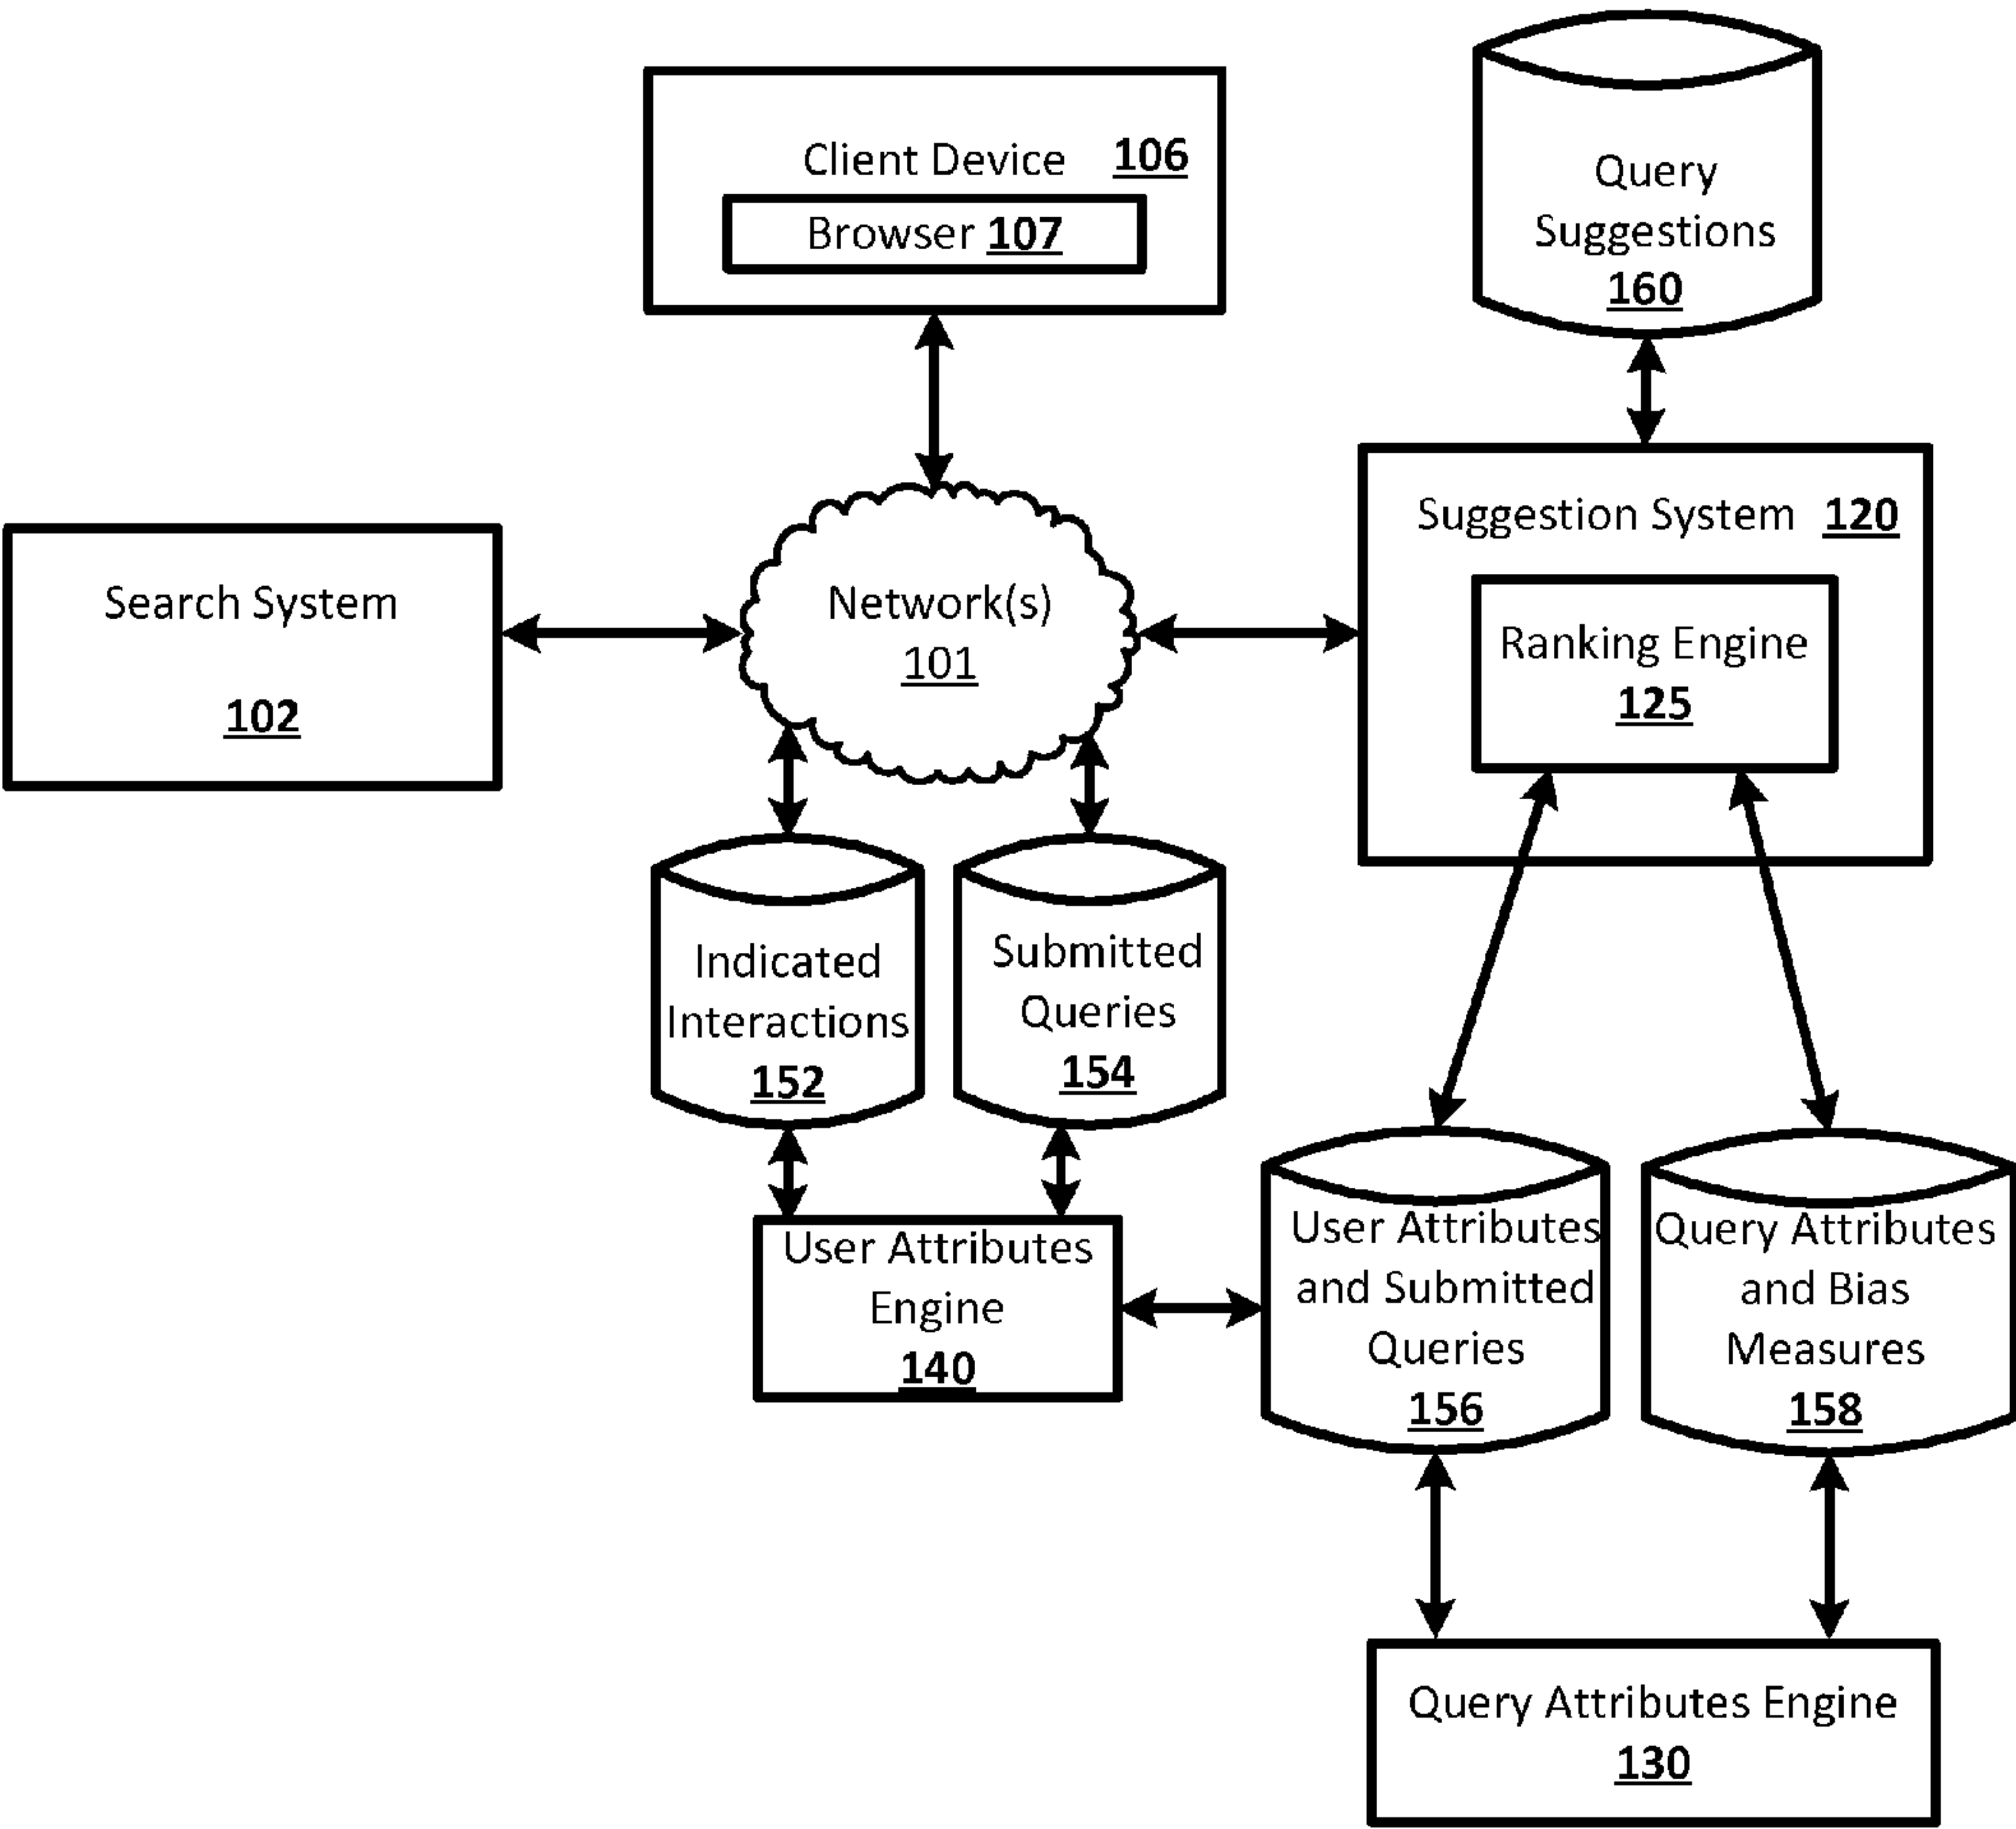 Client Device 106
Browser 107
Query
Suggestions
160
Suggestion System 120
Ranking Engine
125
Search System
102
Network(s)
101
Indicated
Interactions
152
Submitted
Queries
154
User Attributes
Engine
140
User Attributes
and Submitted
Queries
156
Query Attributes
and Bias
Measures
158
Query Attributes Engine
130